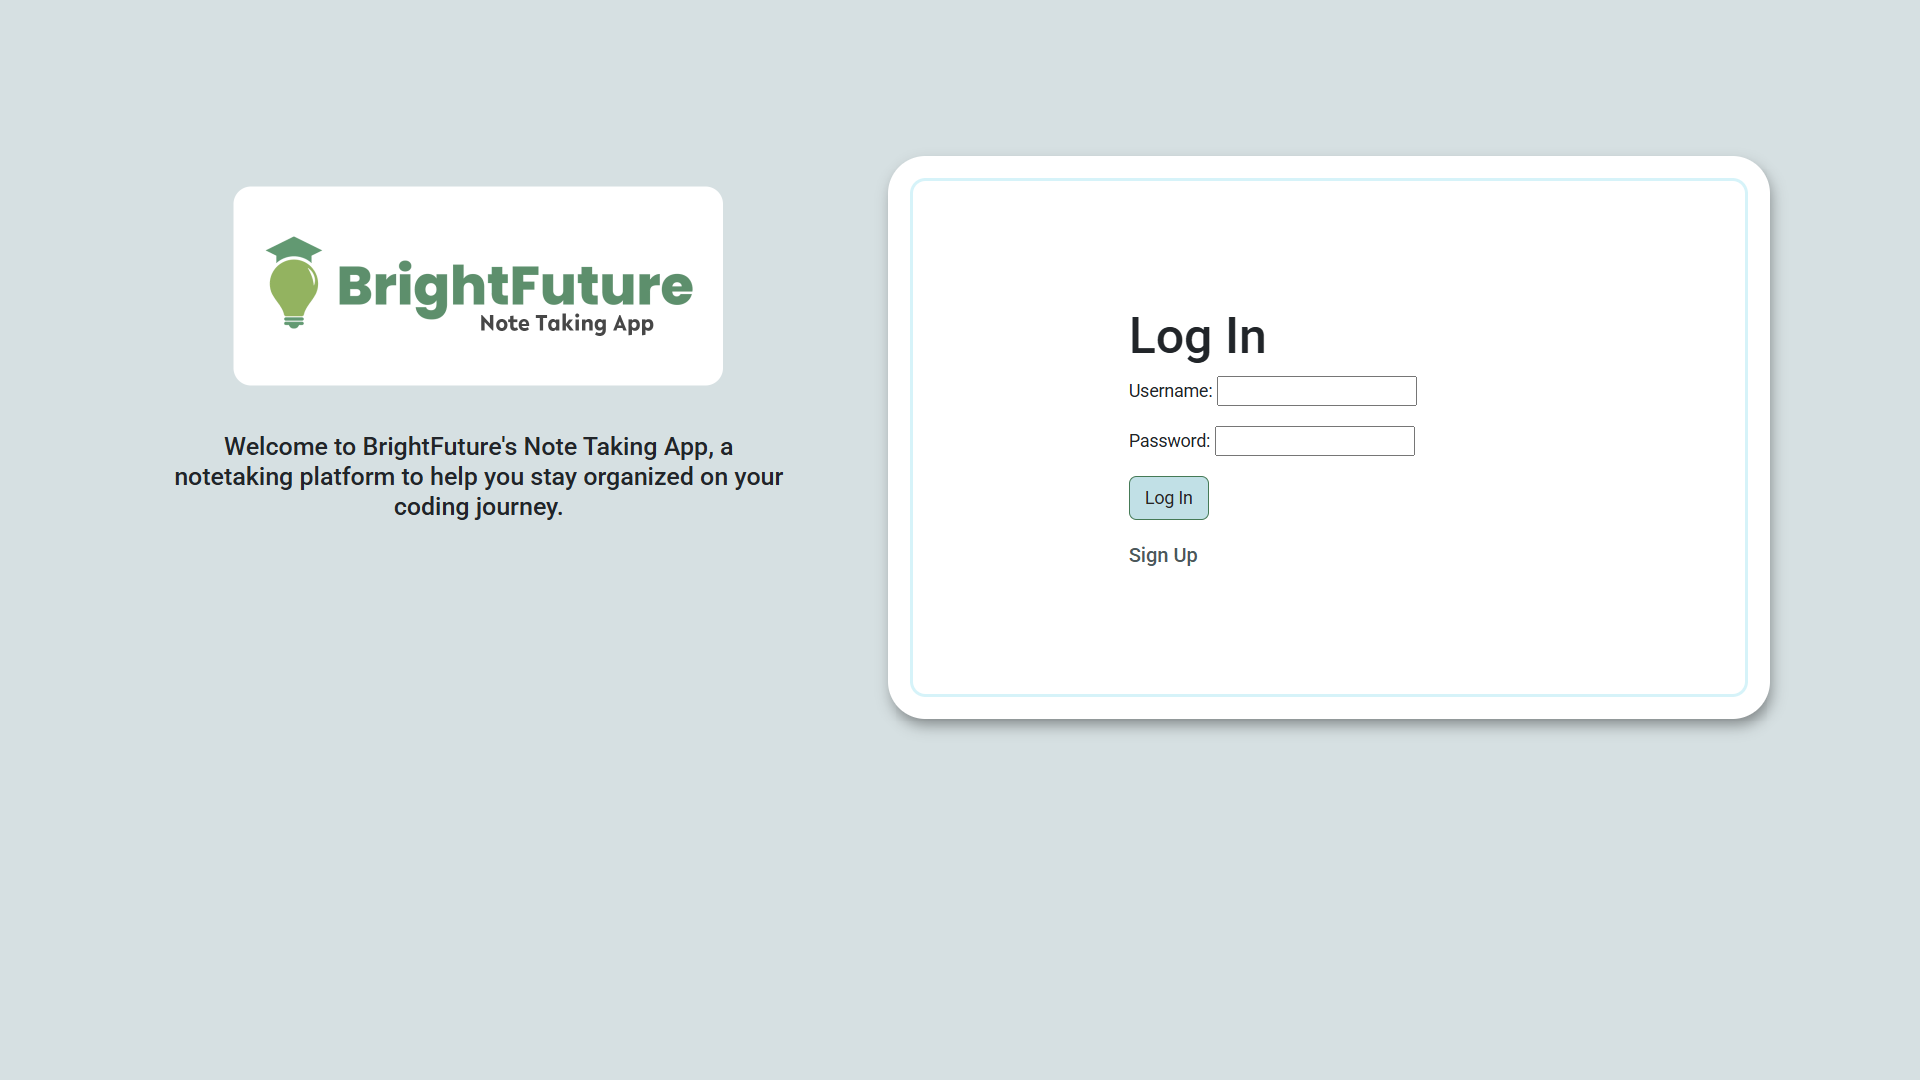 BrightFuture
Note Taking App
Welcome to BrightFuture's Note Taking App, a
notetaking platform to help you stay organized on your
coding journey.
Log In
Username:
Password:
Log In
Sign Up